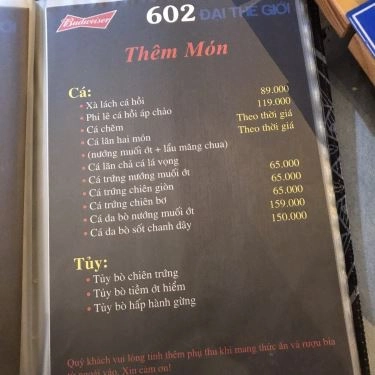 Budweiser
602 ĐẠI THẾ GIỚI
Thêm Món
Cá:
• Xà lách cá hồi 89.000
• Phi lê cá hồi áp chảo 119.000
• Cá chẽm Theo thời giá
• Cá lăn hai món Theo thời giá
• (nướng muối ớt + lẩu măng chua)
• Cá lăn chả cá lá vọng
• Cá trứng nướng muối ớt 65.000
• Cá trứng chiên giòn 65.000
• Cá trứng chiên bơ 65.000
• Cá da bò nướng muối ớt 159.000
• Cá da bò sốt chanh dây 150.000
Tủy:
• Tủy bò chiên trứng
• Tủy bò tiềm ớt hiểm
• Tủy bò hấp hành gừng
Quý khách vui lòng tính thêm phụ thu khi mang thức ăn và rượu bia
từ ngoài vào. Xin cảm ơn!